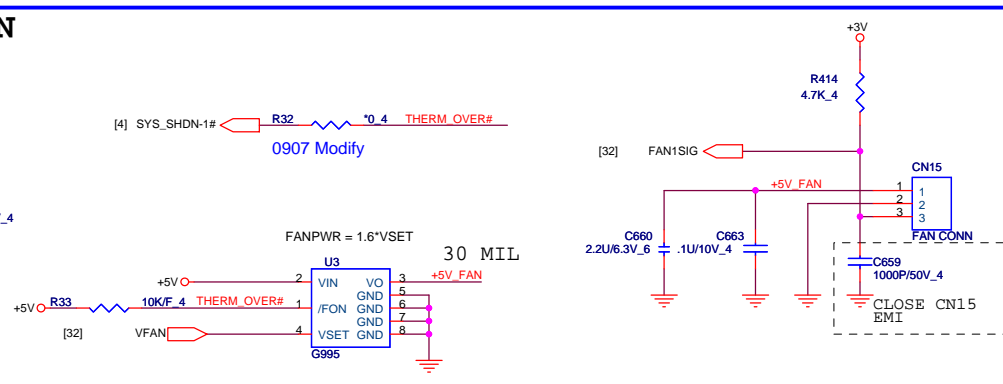 N
+3V
R414
4.7K_4
[4] SYS_SHDN-1# R32 *0_4 THERM_OVER#
0907 Modify
[32] FAN1SIG
CN15
+5V_FAN 1 1
2 2
3 3
FAN CONN
_4
C660
2.2U/6.3V_6
C663
.1U/10V_4
FANPWR = 1.6*VSET
30 MIL
U3
+5V 2 VIN VO 3 +5V_FAN
GND 5
+5V R33 10K/F_4 THERM_OVER# 1 /FON GND 6
GND 7
[32] VFAN 4 VSET GND 8
G995
C659
1000P/50V_4
CLOSE CN15
EMI